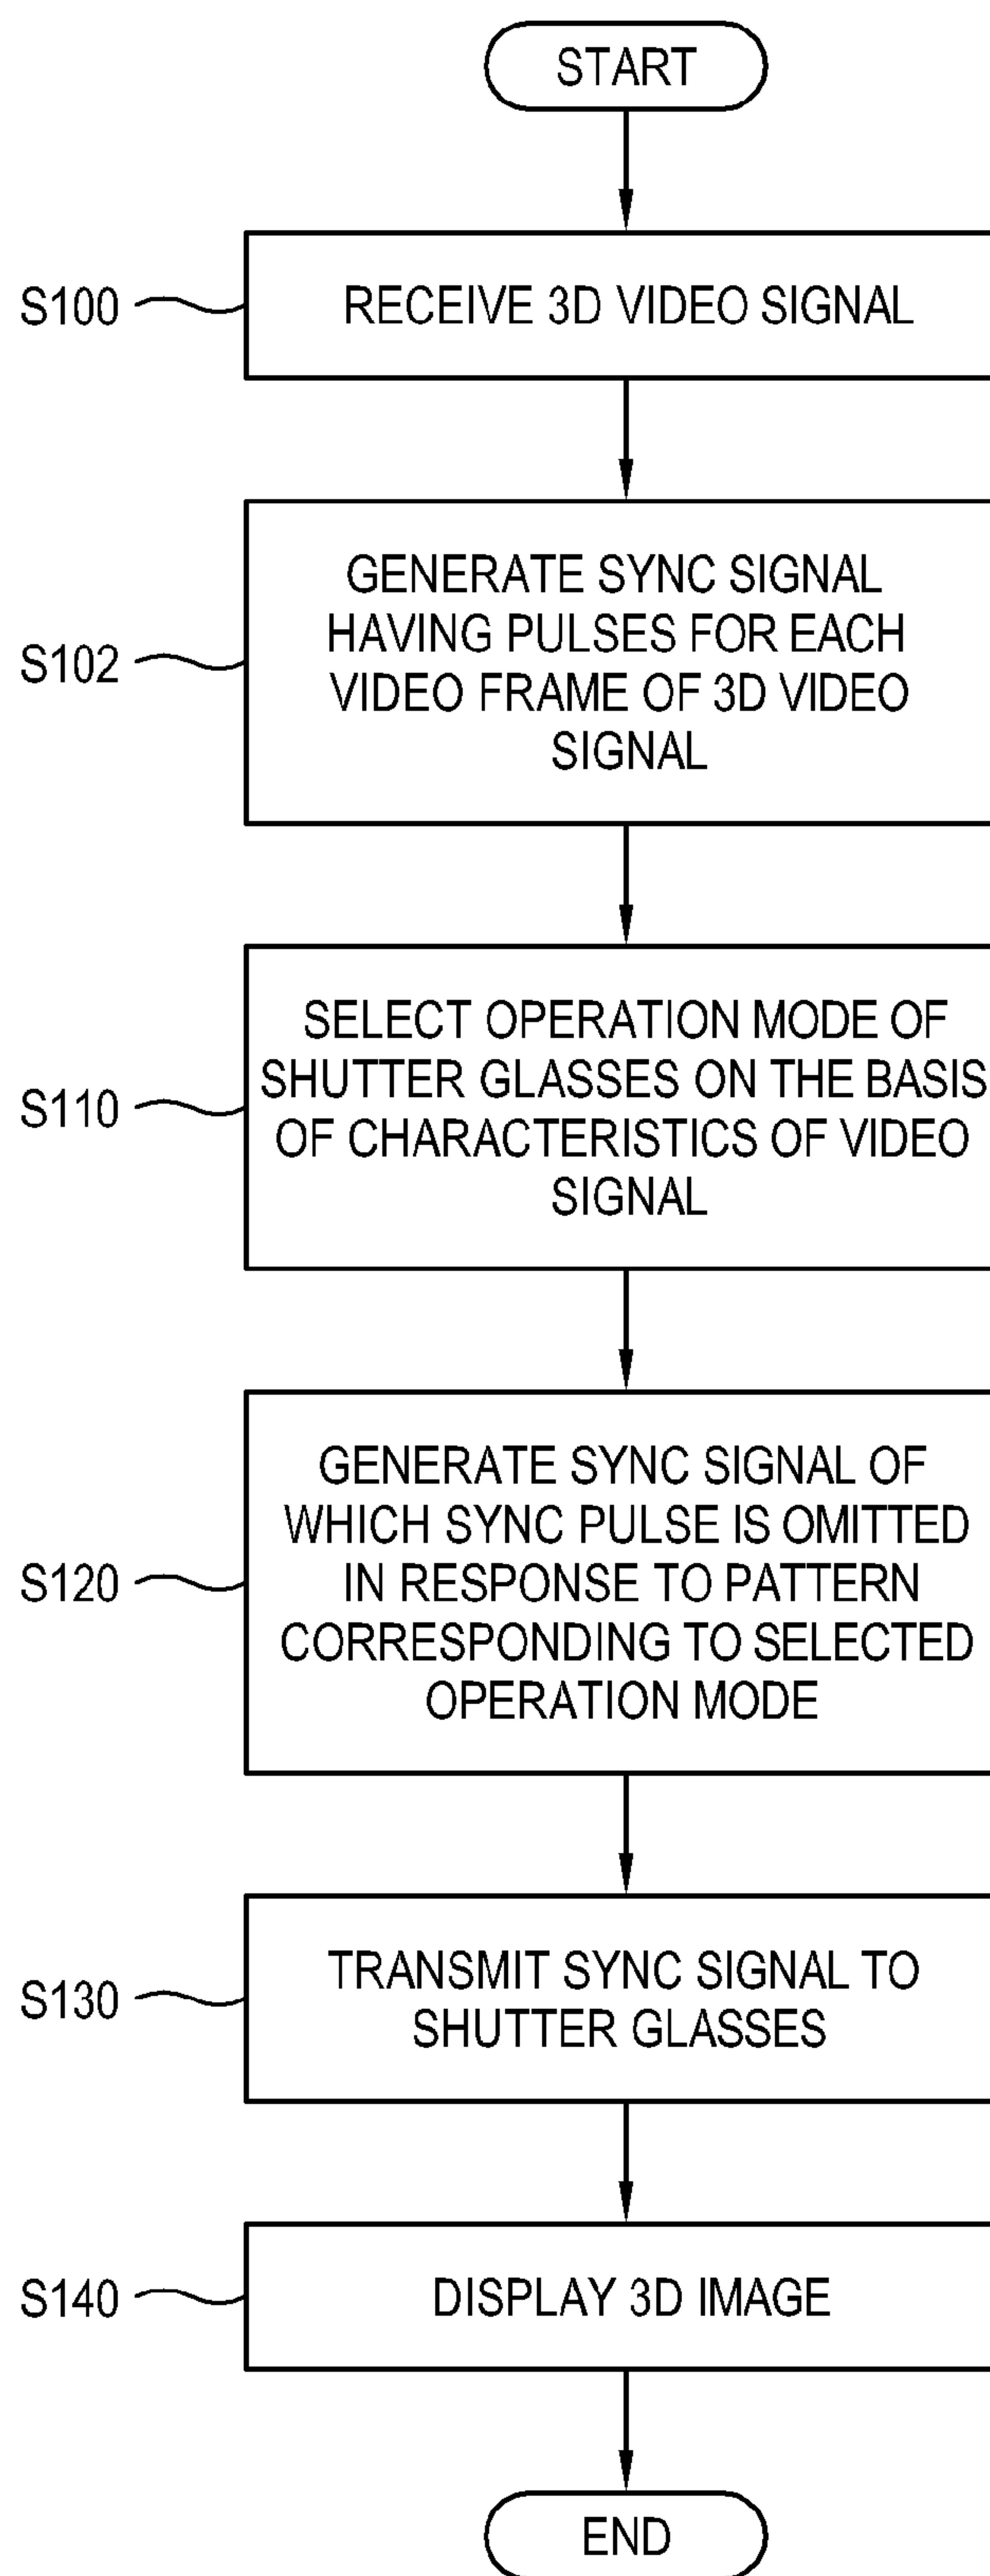 START
S100
RECEIVE 3D VIDEO SIGNAL
S102
GENERATE SYNC SIGNAL
HAVING PULSES FOR EACH
VIDEO FRAME OF 3D VIDEO
SIGNAL
S110
SELECT OPERATION MODE OF
SHUTTER GLASSES ON THE BASIS
OF CHARACTERISTICS OF VIDEO
SIGNAL
S120
GENERATE SYNC SIGNAL OF
WHICH SYNC PULSE IS OMITTED
IN RESPONSE TO PATTERN
CORRESPONDING TO SELECTED
OPERATION MODE
S130
TRANSMIT SYNC SIGNAL TO
SHUTTER GLASSES
S140
DISPLAY 3D IMAGE
END